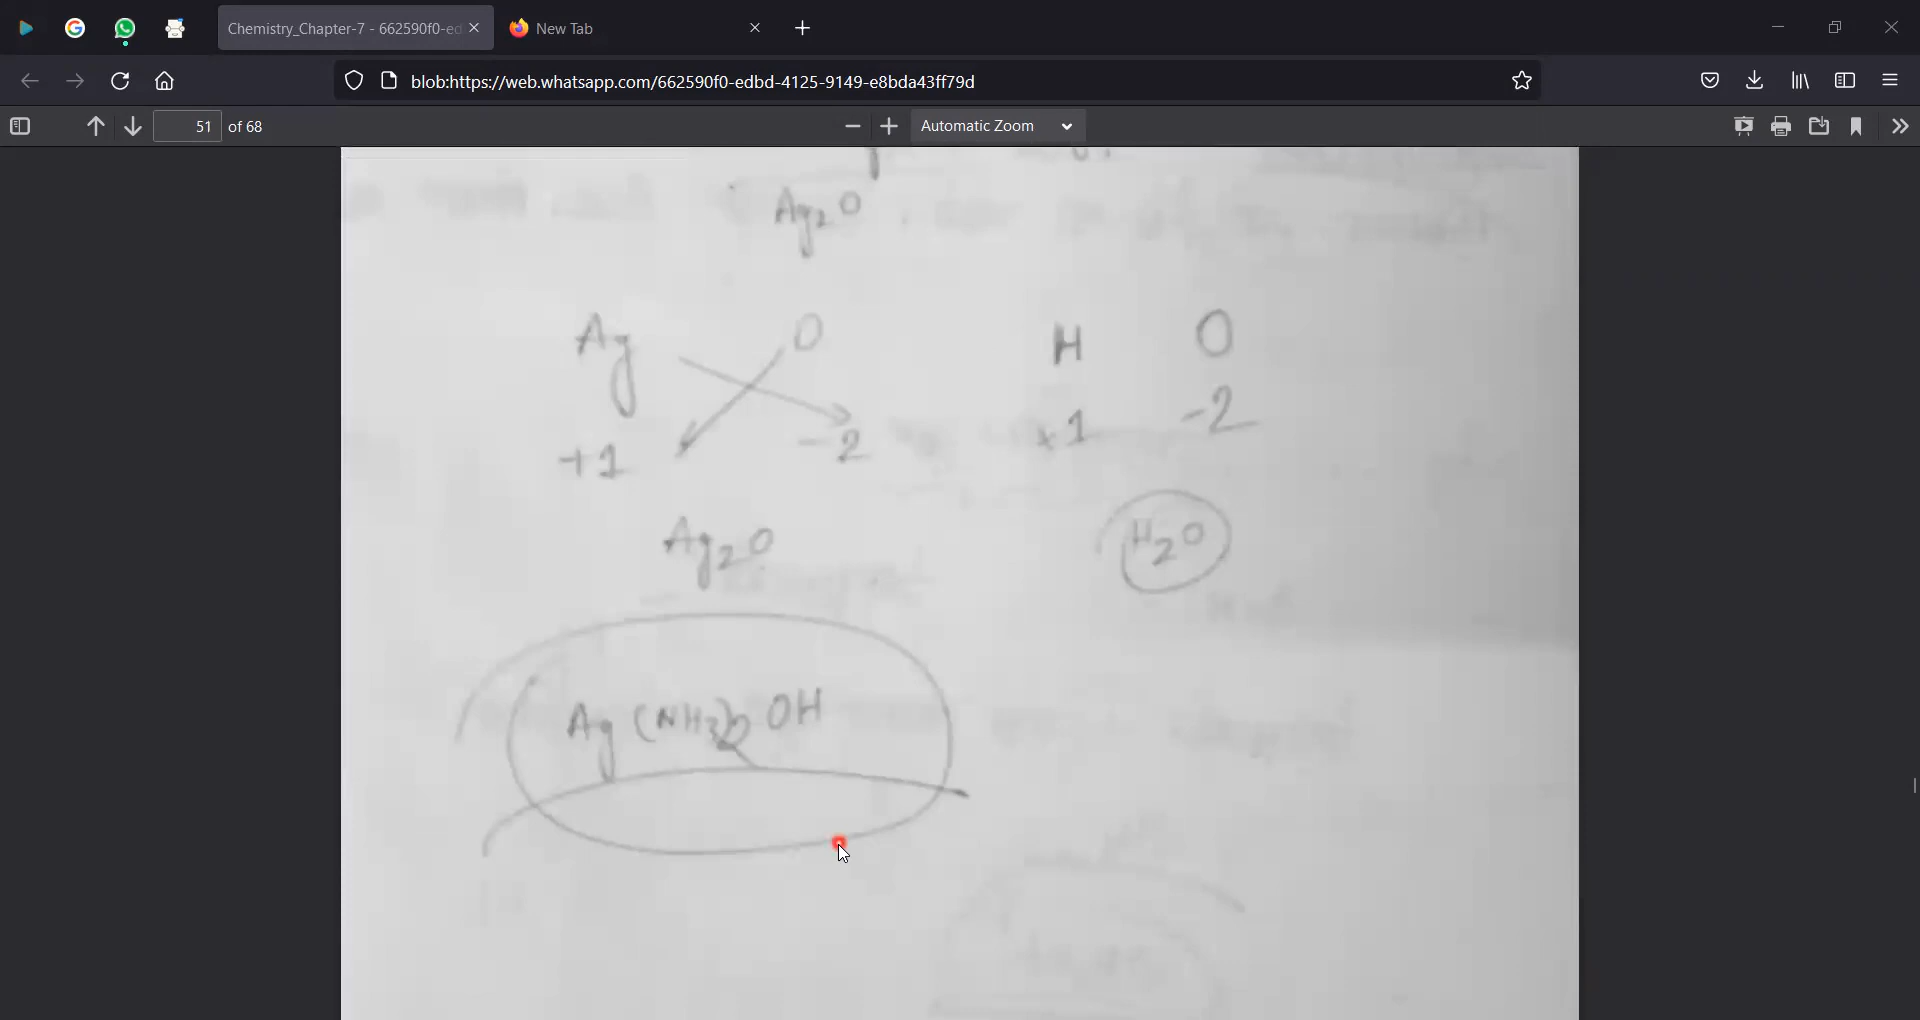 Chemistry_Chapter-7 - 662590f0-ed
New Tab
blob:https://web.whatsapp.com/662590f0-edbd-4125-9149-e8bda43ff79d
51 of 68
Automatic Zoom
Ag2O
Ag O H O
+1 -2 +1 -2
Ag2O H2O
Ag(NH3)2OH